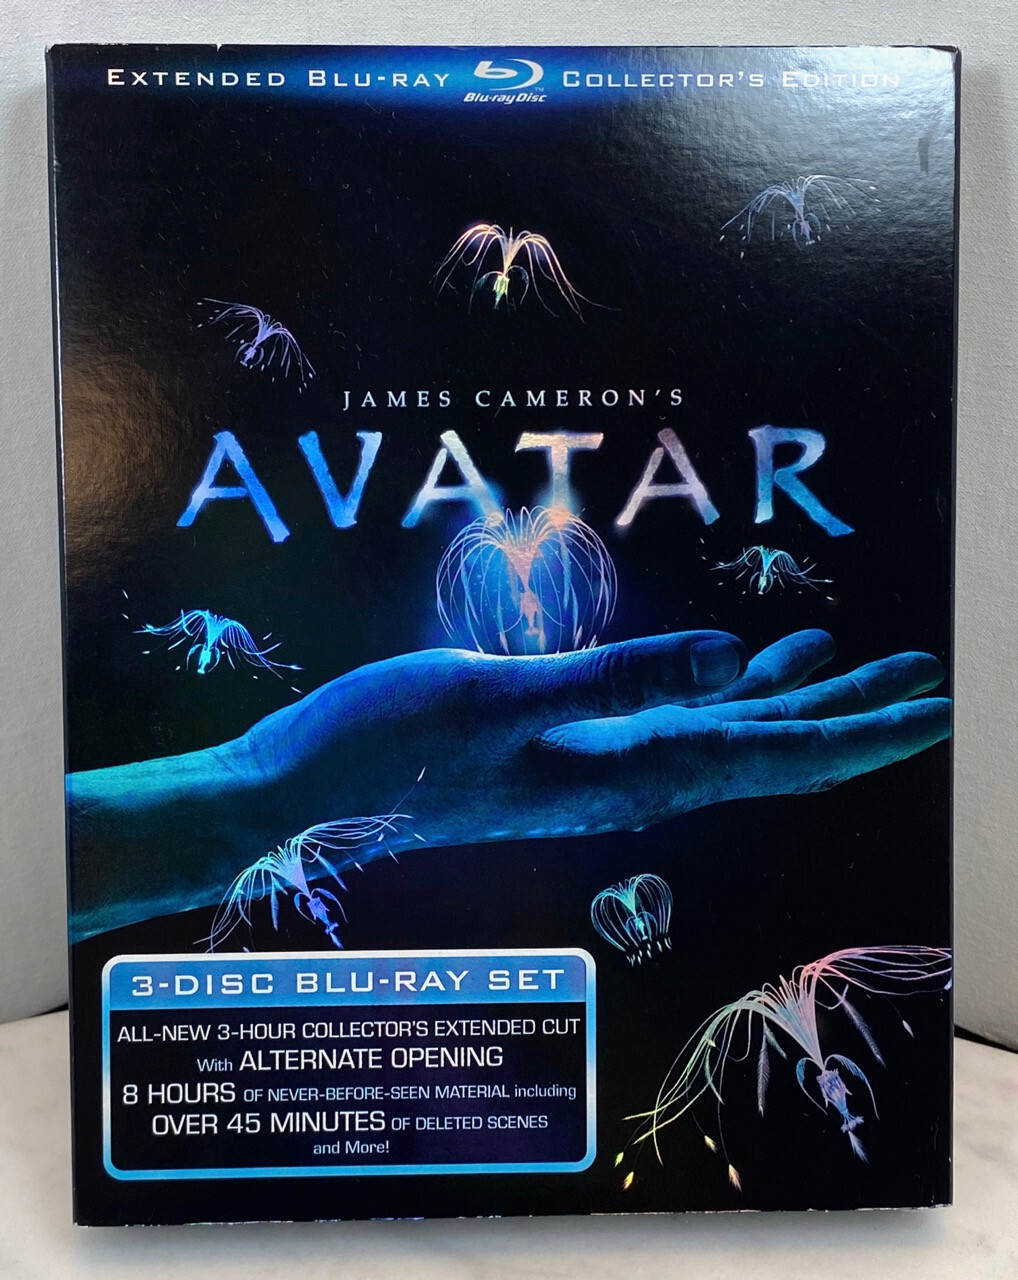 EXTENDED BLU-RAY Blu-ray Disc™ COLLECTOR'S EDITION
JAMES CAMERON'S
AVATAR
3-DISC BLU-RAY SET
ALL-NEW 3-HOUR COLLECTOR'S EXTENDED CUT
With ALTERNATE OPENING
8 HOURS OF NEVER-BEFORE-SEEN MATERIAL including
OVER 45 MINUTES OF DELETED SCENES
and More!